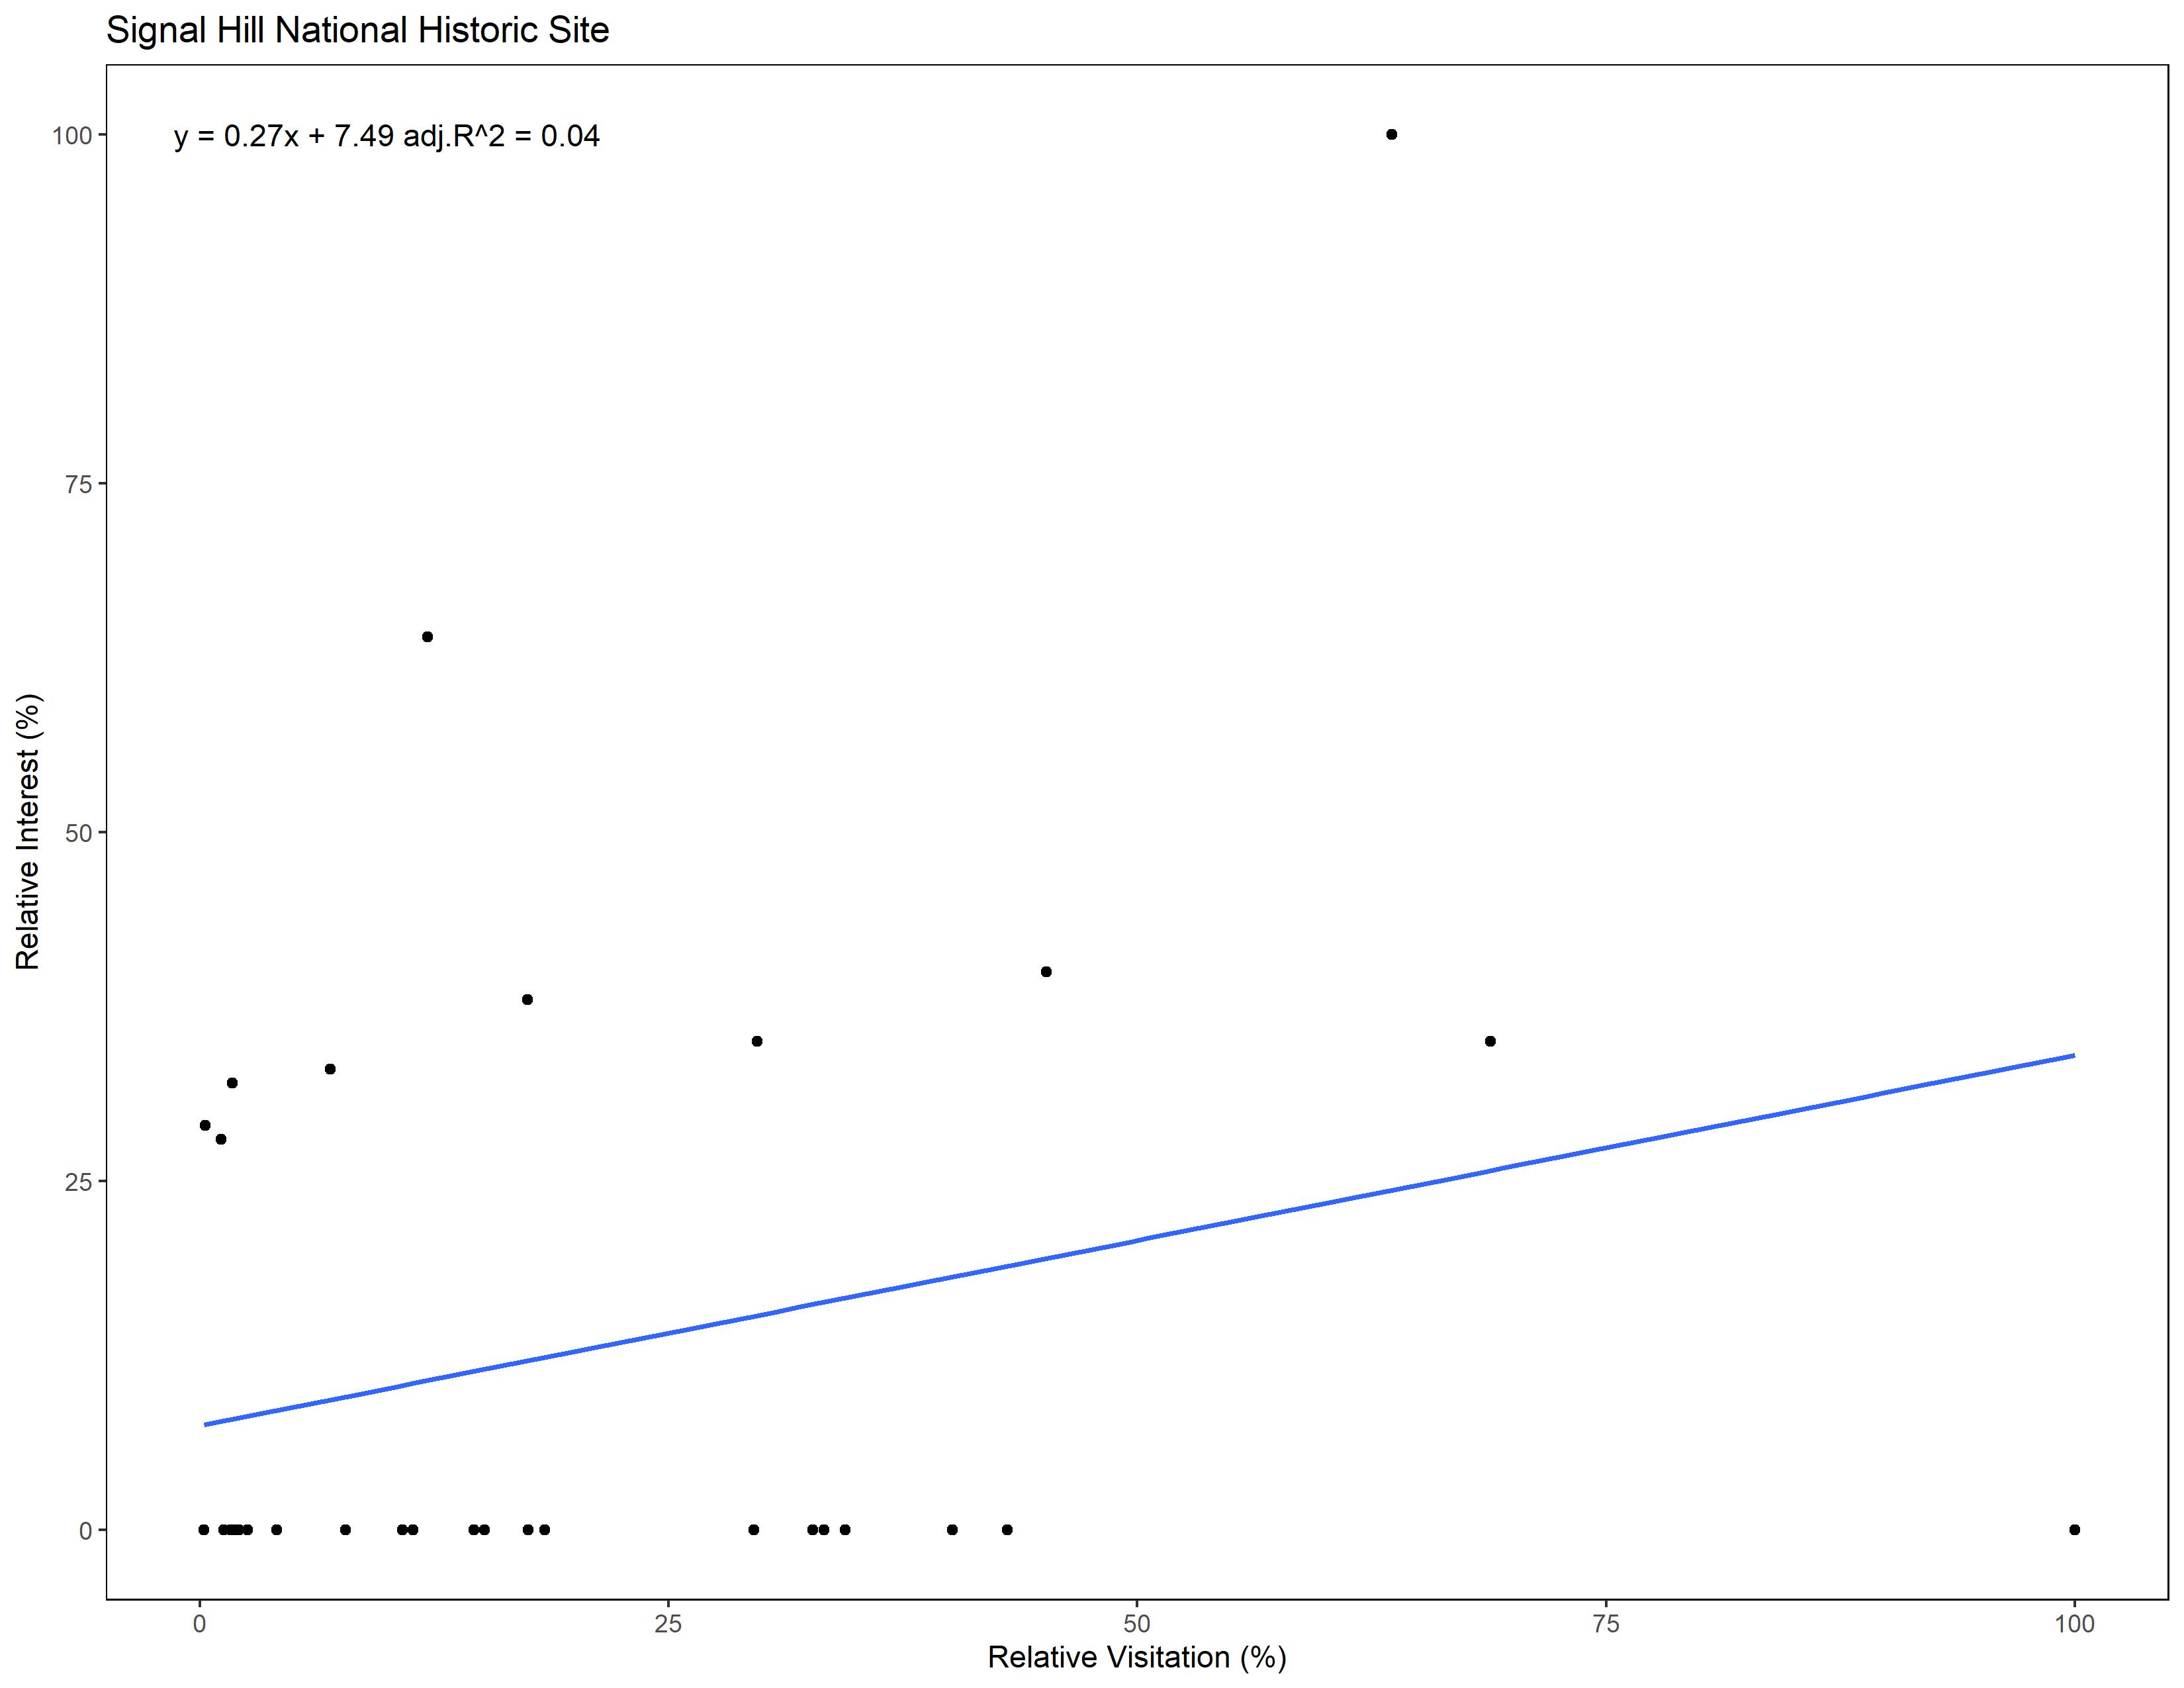 Signal Hill National Historic Site
y = 0.27x + 7.49 adj.R^2 = 0.04
100
75
50
25
0
Relative Interest (%)
0 25 50 75 100
Relative Visitation (%)